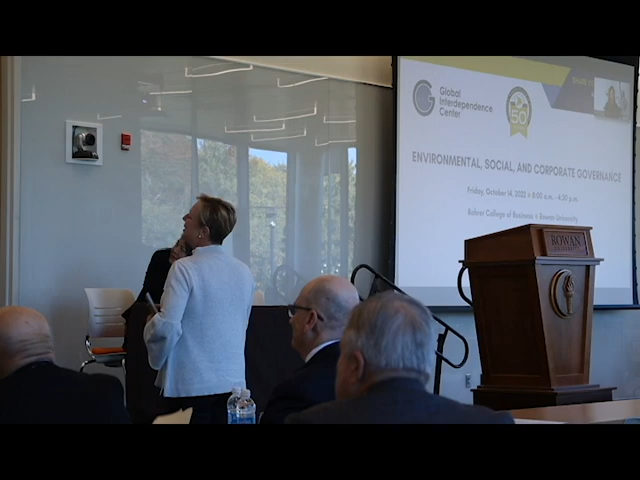 Global
Interdependence
Center
50
ENVIRONMENTAL, SOCIAL, AND CORPORATE GOVERNANCE
Friday, October 14, 2022
8:00 a.m. - 4:30 p.m.
Rohrer College of Business
Rowan University
ROWAN